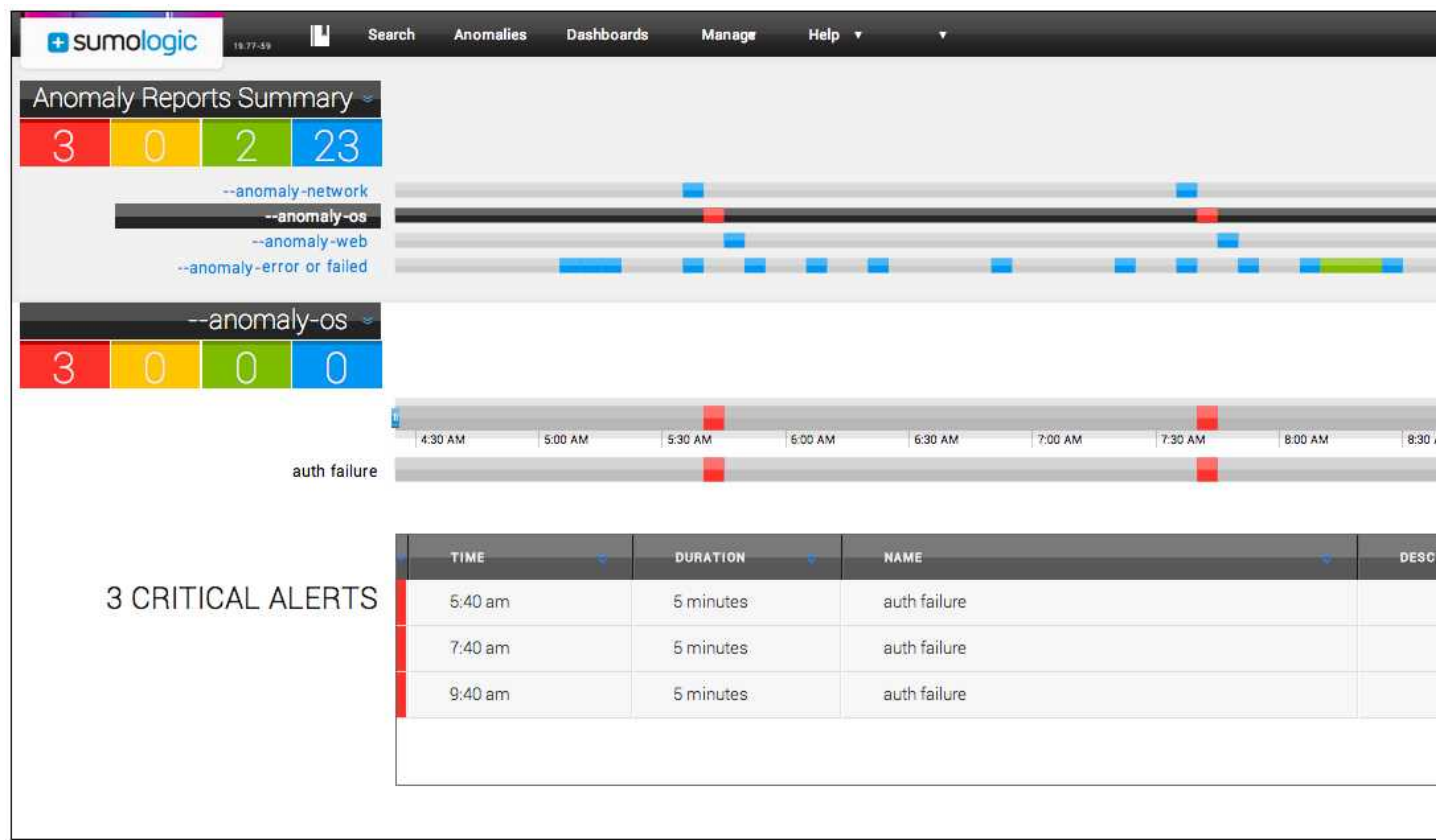 sumologic
19.77-59
Search Anomalies Dashboards Manage Help
Anomaly Reports Summary
3 0 2 23
--anomaly-network
--anomaly-os
--anomaly-web
--anomaly-error or failed
--anomaly-os
3 0 0 0
4:30 AM 5:00 AM 5:30 AM 6:00 AM 6:30 AM 7:00 AM 7:30 AM 8:00 AM 8:30
auth failure
TIME DURATION NAME DESC
3 CRITICAL ALERTS
5:40 am 5 minutes auth failure
7:40 am 5 minutes auth failure
9:40 am 5 minutes auth failure